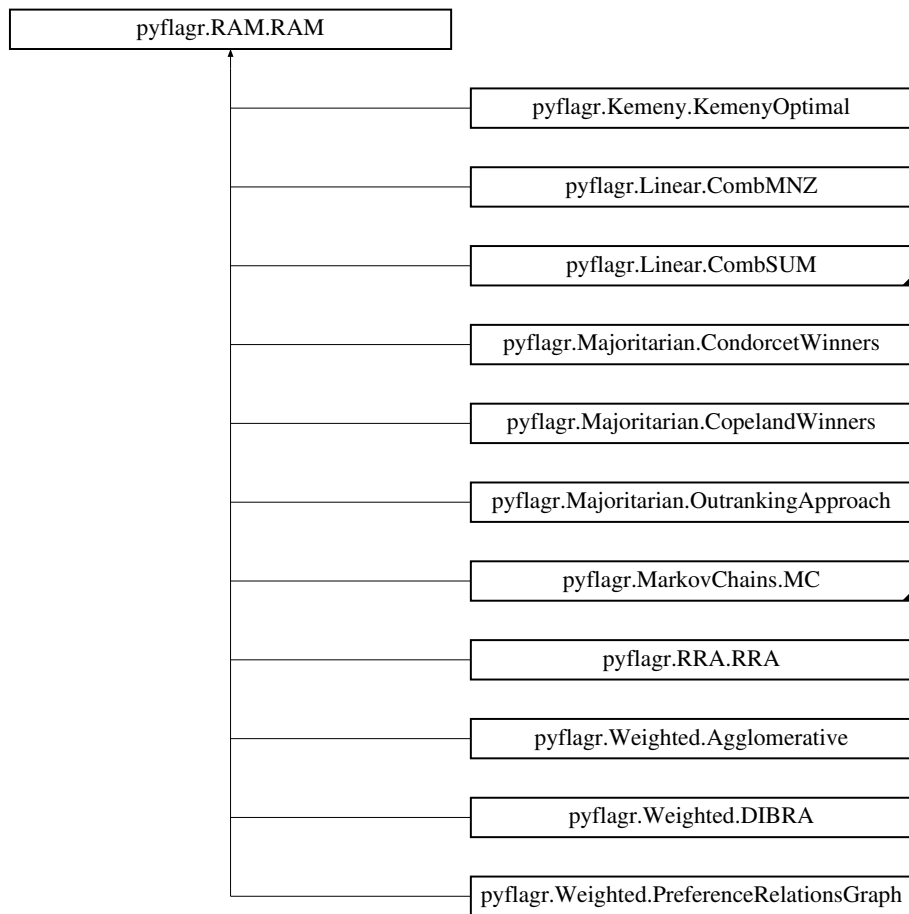 pyflagr.RAM.RAM
pyflagr.Kemeny.KemenyOptimal
pyflagr.Linear.CombMNZ
pyflagr.Linear.CombSUM
pyflagr.Majoritarian.CondorcetWinners
pyflagr.Majoritarian.CopelandWinners
pyflagr.Majoritarian.OutrankingApproach
pyflagr.MarkovChains.MC
pyflagr.RRA.RRA
pyflagr.Weighted.Agglomerative
pyflagr.Weighted.DIBRA
pyflagr.Weighted.PreferenceRelationsGraph